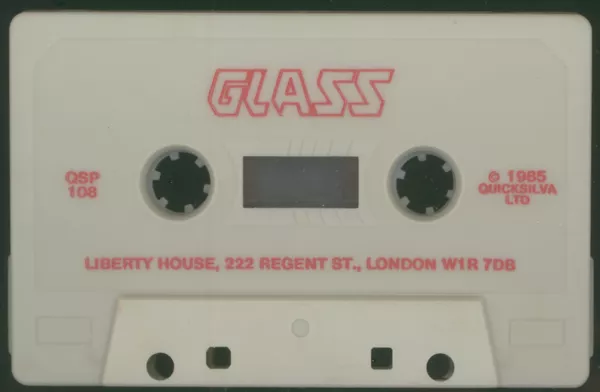 GLASS
QSP
108
© 1985
QUICKSILVA
LTD
LIBERTY HOUSE, 222 REGENT ST., LONDON W1R 7DB